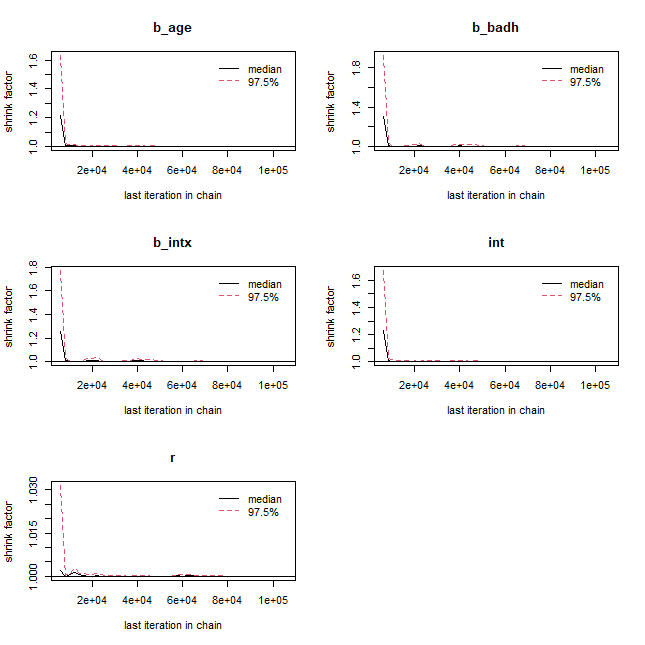 b_age
shrink factor
1.0 1.2 1.4 1.6
median
97.5%
2e+04 4e+04 6e+04 8e+04 1e+05
last iteration in chain
b_badh
shrink factor
1.0 1.4 1.8
median
97.5%
2e+04 4e+04 6e+04 8e+04 1e+05
last iteration in chain
b_intx
shrink factor
1.0 1.2 1.4 1.6 1.8
median
97.5%
2e+04 4e+04 6e+04 8e+04 1e+05
last iteration in chain
int
shrink factor
1.0 1.2 1.4 1.6
median
97.5%
2e+04 4e+04 6e+04 8e+04 1e+05
last iteration in chain
r
shrink factor
1.000 1.015 1.030
median
97.5%
2e+04 4e+04 6e+04 8e+04 1e+05
last iteration in chain